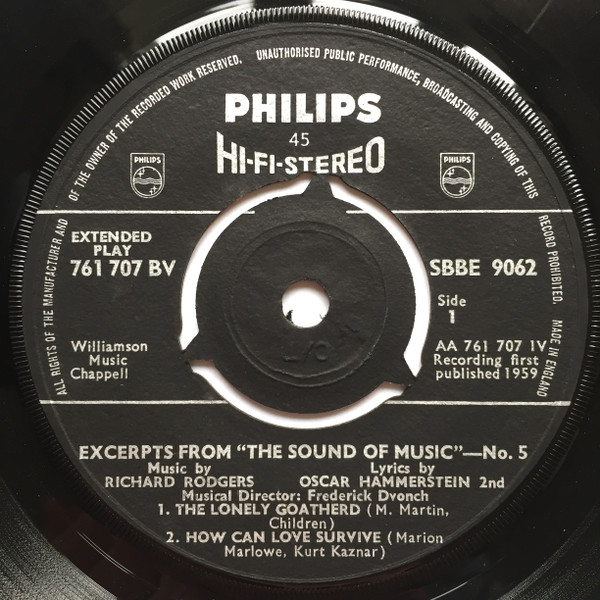 ALL RIGHTS OF THE MANUFACTURER AND OF THE OWNER OF THE RECORDED WORK RESERVED. UNAUTHORISED PUBLIC PERFORMANCE, BROADCASTING AND COPYING OF THIS RECORD PROHIBITED. MADE IN ENGLAND
PHILIPS
45
HI-FI-STEREO
PHILIPS
PHILIPS
EXTENDED
PLAY
761 707 BV
SBBE 9062
Side
1
Williamson
Music
Chappell
AA 761 707 1V
Recording first
published 1959
EXCERPTS FROM "THE SOUND OF MUSIC"—No. 5
Music by
RICHARD RODGERS
Lyrics by
OSCAR HAMMERSTEIN 2nd
Musical Director: Frederick Dvonch
1. THE LONELY GOATHERD (M. Martin,
Children)
2. HOW CAN LOVE SURVIVE (Marion
Marlowe, Kurt Kaznar)